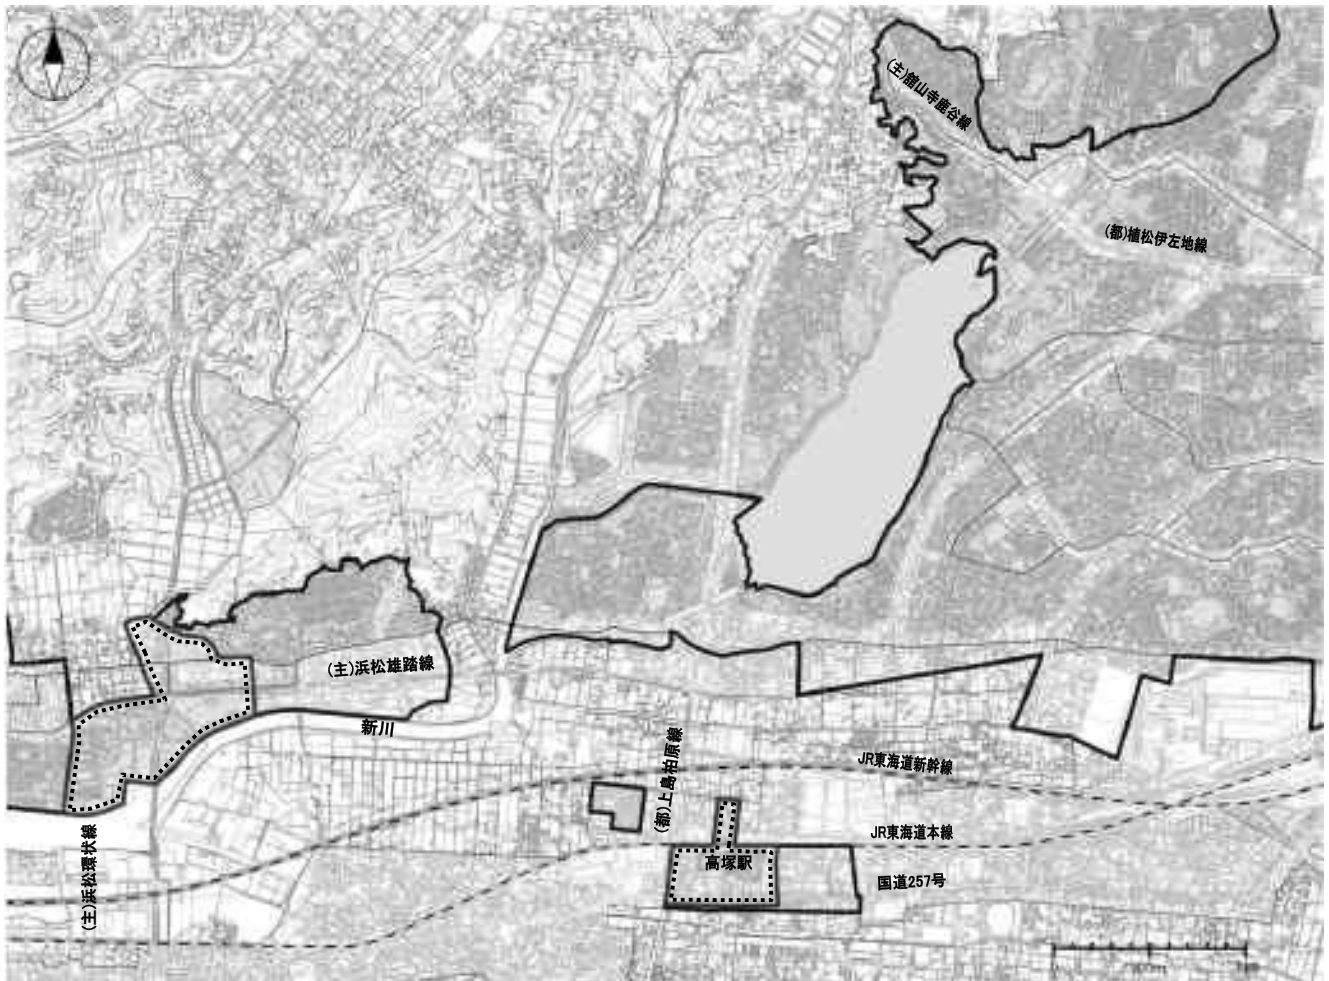 (主)舘山寺鹿谷線
(都)植松伊左地線
(主)浜松雄踏線
新川
(都)上島柏原線
JR東海道新幹線
JR東海道本線
高塚駅
国道257号
(主)浜松環状線